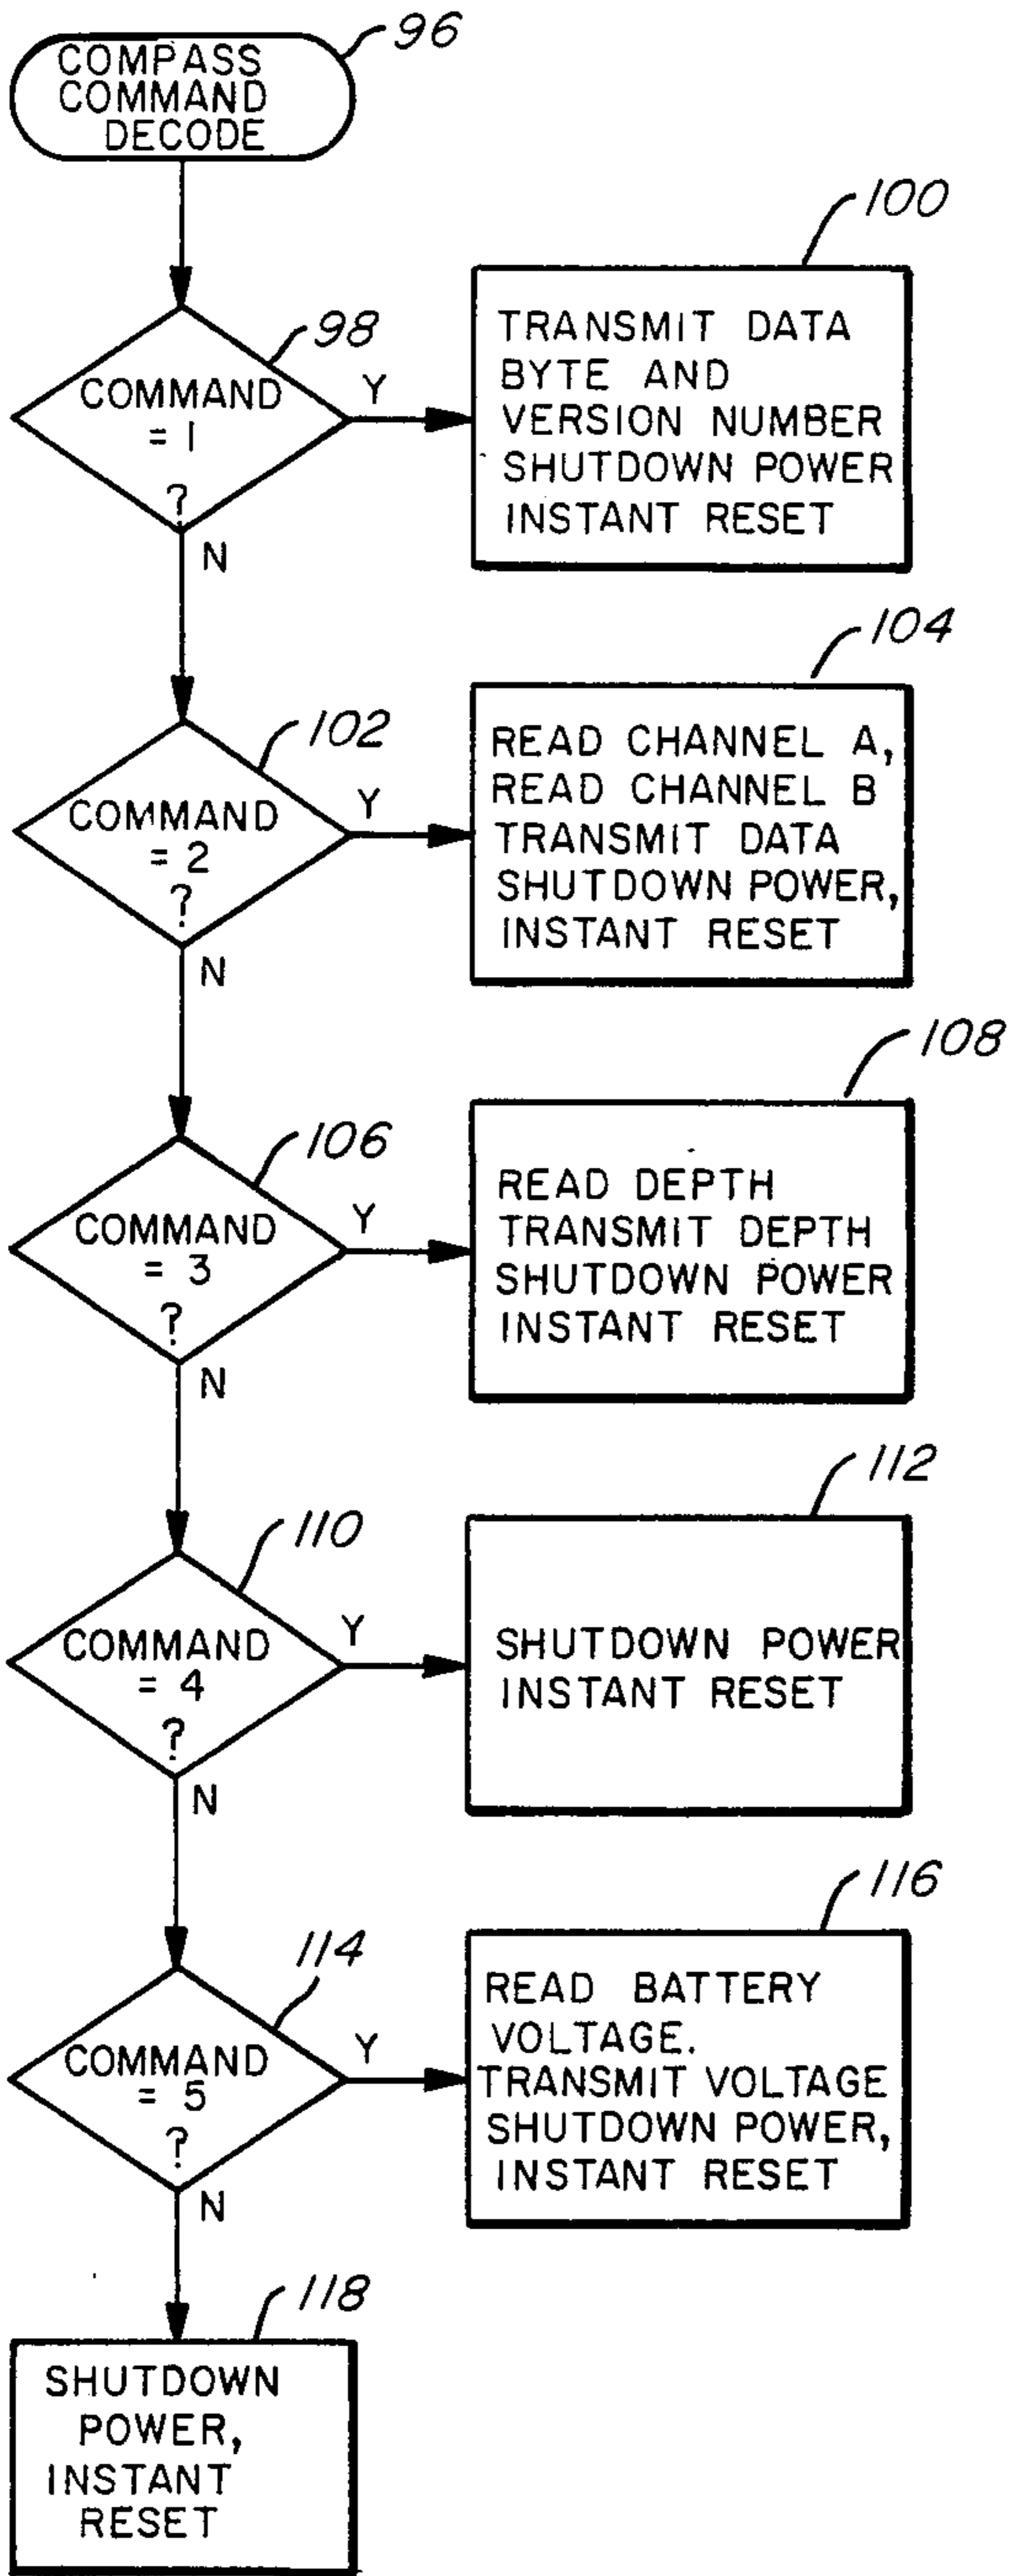 96
COMPASS
COMMAND
DECODE
98
COMMAND
= 1
?
Y
N
100
TRANSMIT DATA
BYTE AND
VERSION NUMBER
SHUTDOWN POWER
INSTANT RESET
102
COMMAND
= 2
?
Y
N
104
READ CHANNEL A,
READ CHANNEL B
TRANSMIT DATA
SHUTDOWN POWER,
INSTANT RESET
106
COMMAND
= 3
?
Y
N
108
READ DEPTH
TRANSMIT DEPTH
SHUTDOWN POWER
INSTANT RESET
110
COMMAND
= 4
?
Y
N
112
SHUTDOWN POWER
INSTANT RESET
114
COMMAND
= 5
?
Y
N
116
READ BATTERY
VOLTAGE.
TRANSMIT VOLTAGE
SHUTDOWN POWER,
INSTANT RESET
118
SHUTDOWN
POWER,
INSTANT
RESET